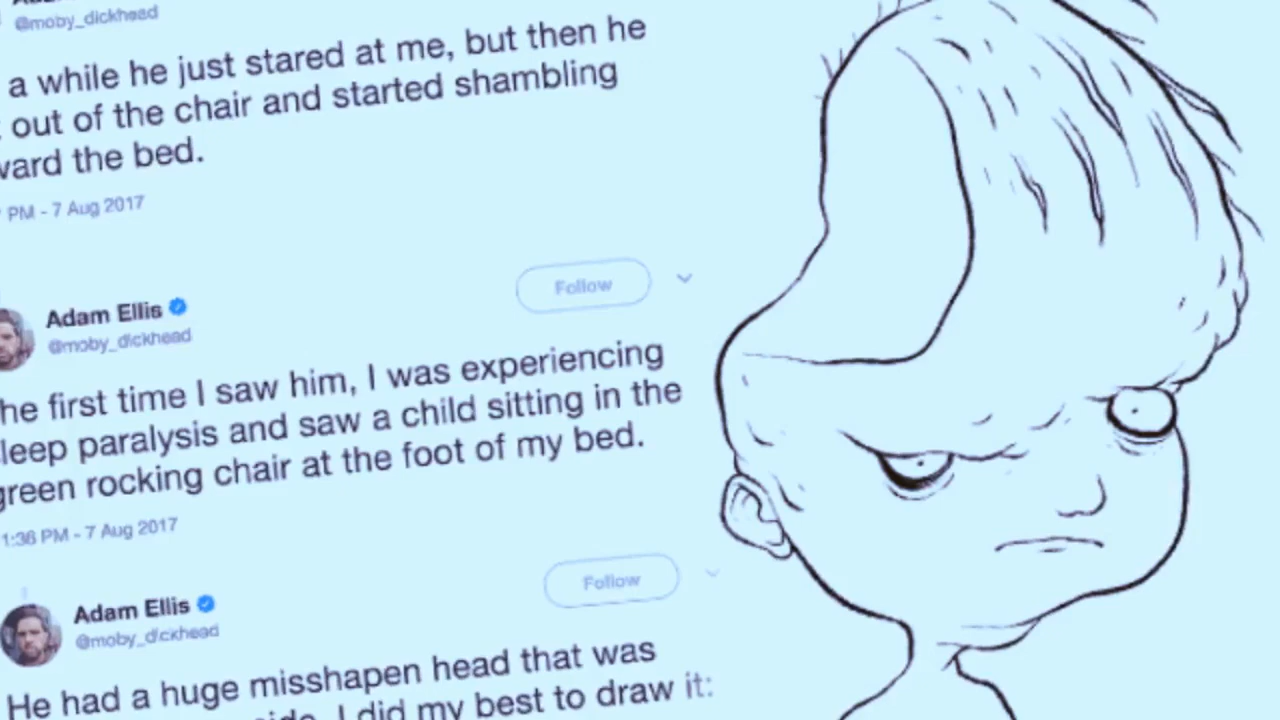 @moby_dickhead
a while he just stared at me, but then he
out of the chair and started shambling
ward the bed.
PM - 7 Aug 2017
Follow
Adam Ellis
@moby_dickhead
he first time I saw him, I was experiencing
leep paralysis and saw a child sitting in the
green rocking chair at the foot of my bed.
1:36 PM - 7 Aug 2017
Follow
Adam Ellis
@moby_dickhead
He had a huge misshapen head that was
side. I did my best to draw it: